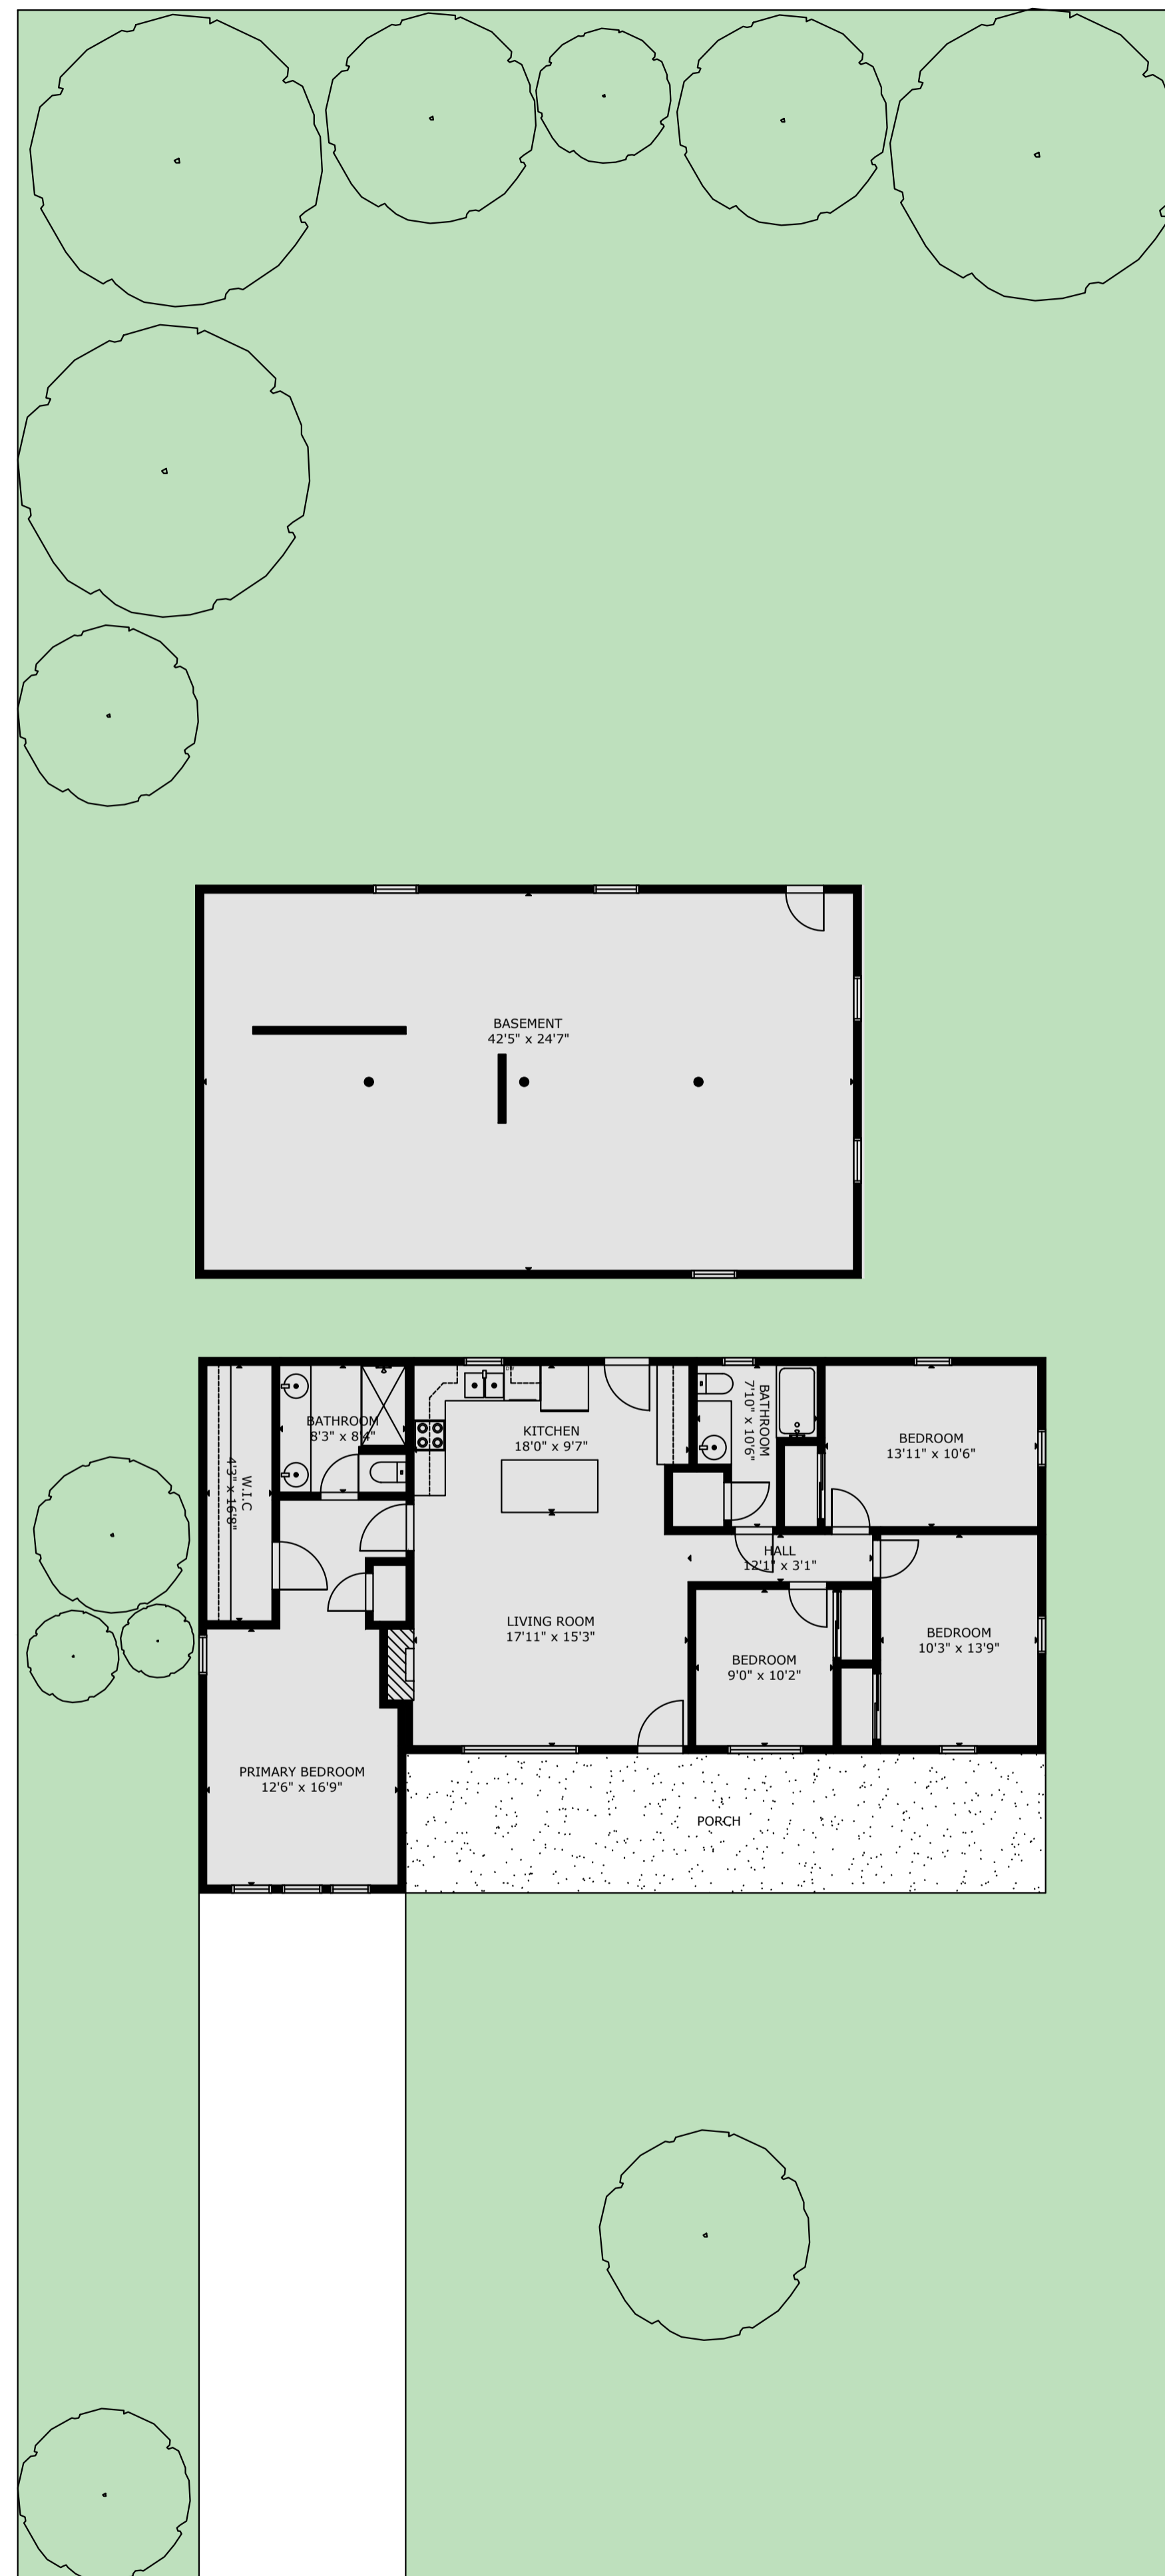 BASEMENT
42'5" x 24'7"
BATHROOM
8'3" x 8'4"
W.I.C
4'3" x 16'8"
KITCHEN
18'0" x 9'7"
BATHROOM
7'10" x 10'6"
BEDROOM
13'11" x 10'6"
HALL
12'1" x 3'1"
LIVING ROOM
17'11" x 15'3"
BEDROOM
9'0" x 10'2"
BEDROOM
10'3" x 13'9"
PRIMARY BEDROOM
12'6" x 16'9"
PORCH